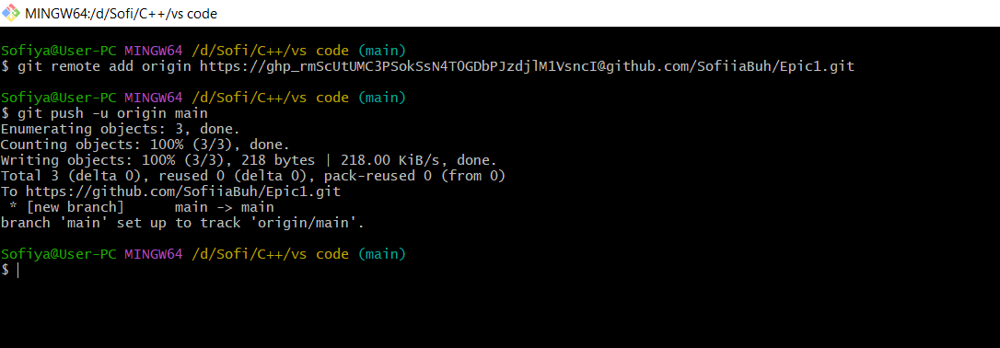 MINGW64:/d/Sofi/C++/vs code
Sofiya@User-PC MINGW64 /d/Sofi/C++/vs code (main)
$ git remote add origin https://[GitHub token omitted]@github.com/SofiiaBuh/Epic1.git
Sofiya@User-PC MINGW64 /d/Sofi/C++/vs code (main)
$ git push -u origin main
Enumerating objects: 3, done.
Counting objects: 100% (3/3), done.
Writing objects: 100% (3/3), 218 bytes | 218.00 KiB/s, done.
Total 3 (delta 0), reused 0 (delta 0), pack-reused 0 (from 0)
To https://github.com/SofiiaBuh/Epic1.git
 * [new branch]      main -> main
branch 'main' set up to track 'origin/main'.
Sofiya@User-PC MINGW64 /d/Sofi/C++/vs code (main)
$